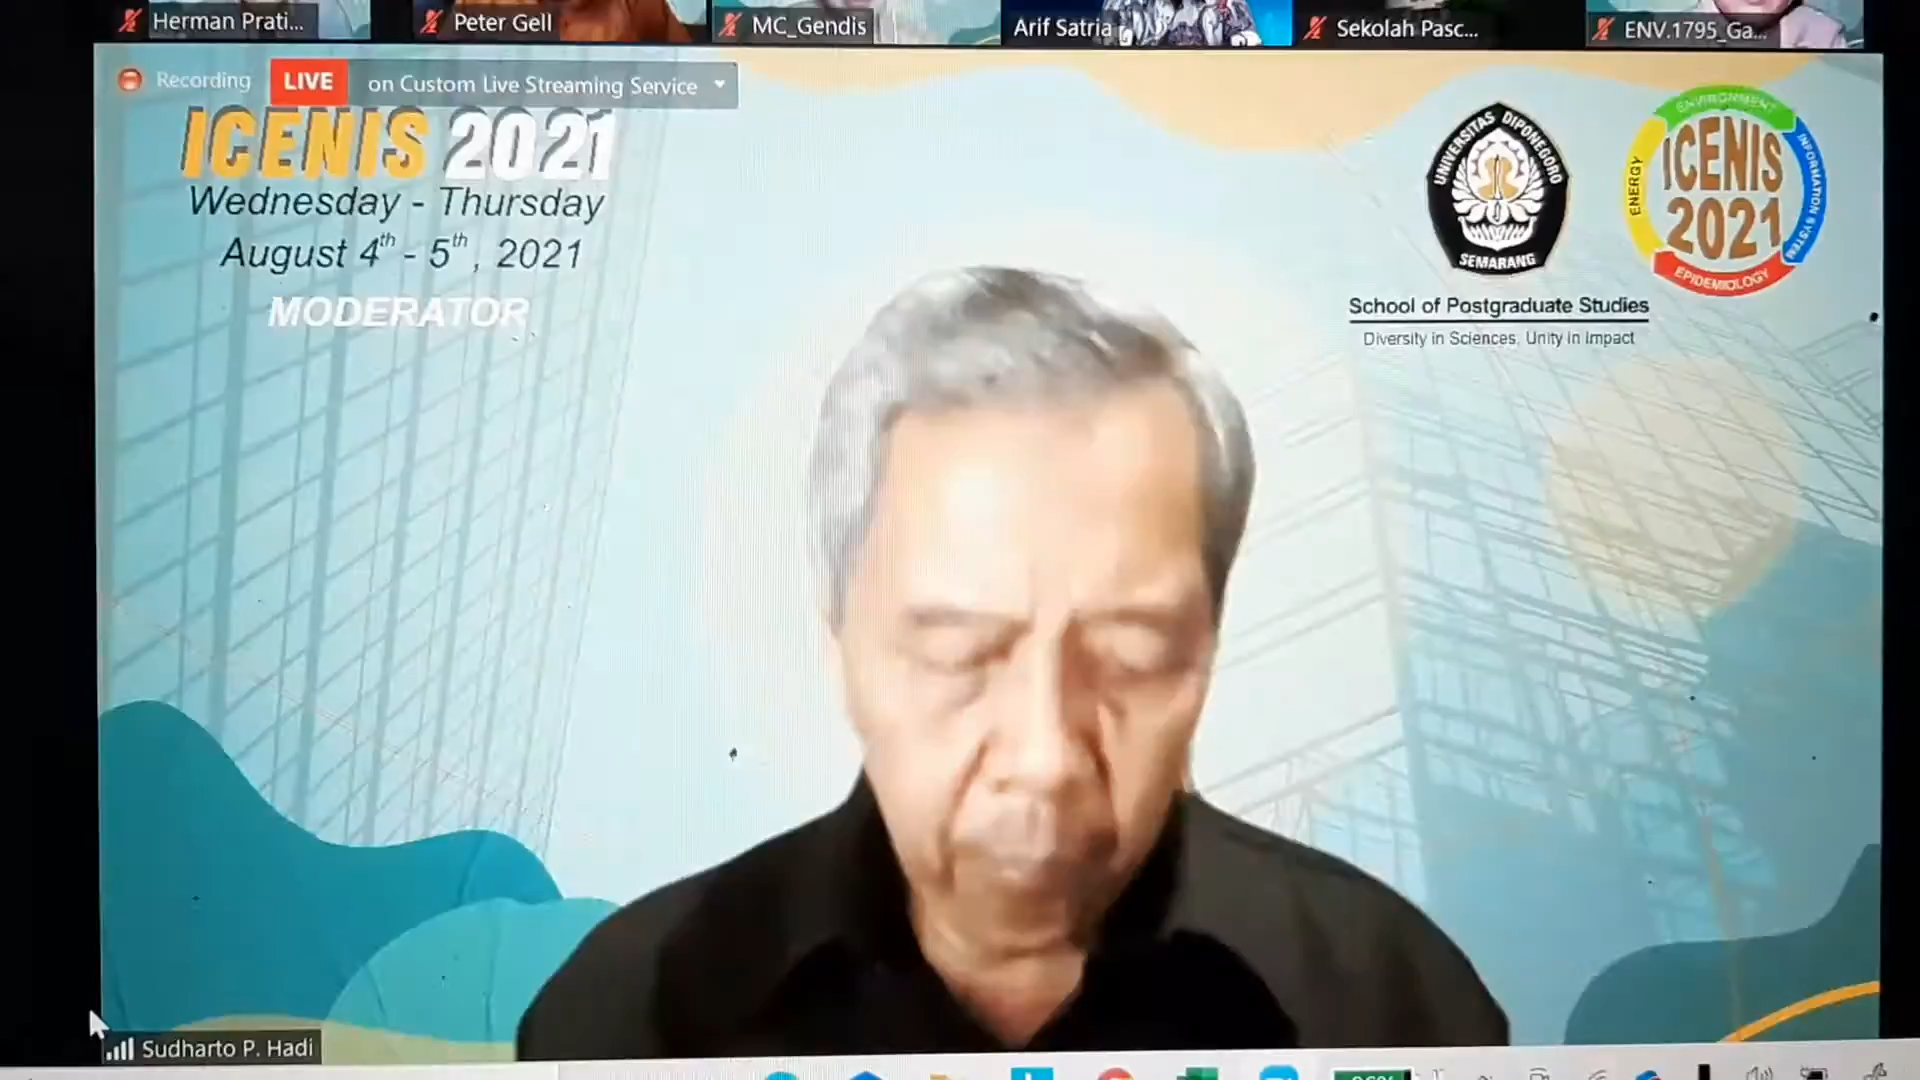 Herman Prati...
Peter Gell
MC_Gendis
Arif Satria
Sekolah Pasc...
ENV.1795_Ga...
Recording
LIVE
on Custom Live Streaming Service
ICENIS 2021
Wednesday - Thursday
August 4th - 5th, 2021
MODERATOR
UNIVERSITAS DIPONEGORO
SEMARANG
ENVIRONMENT
ENERGY
ICENIS
2021
INFORMATION SYSTEM
EPIDEMIOLOGY
School of Postgraduate Studies
Diversity in Sciences, Unity in Impact
Sudharto P. Hadi